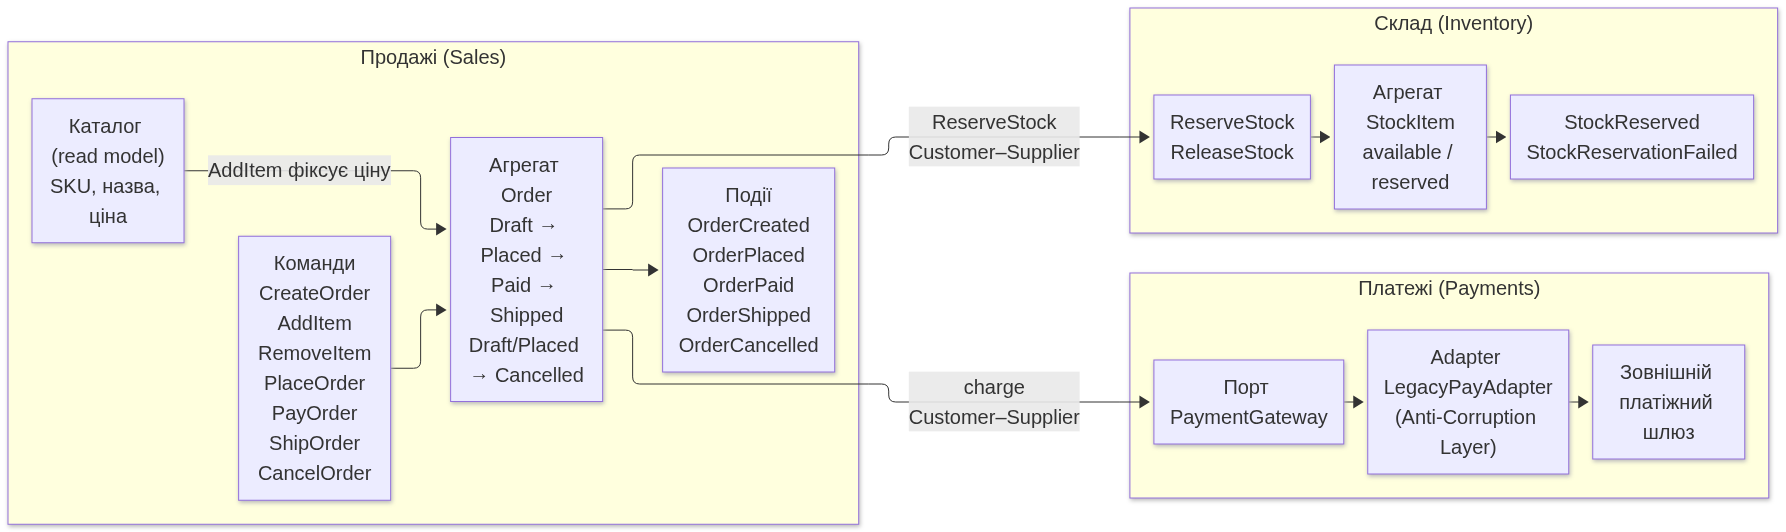 Продажі (Sales)
Каталог
(read model)
SKU, назва,
ціна
AddItem фіксує ціну
Команди
CreateOrder
AddItem
RemoveItem
PlaceOrder
PayOrder
ShipOrder
CancelOrder
Агрегат
Order
Draft →
Placed →
Paid →
Shipped
Draft/Placed
→ Cancelled
Події
OrderCreated
OrderPlaced
OrderPaid
OrderShipped
OrderCancelled
ReserveStock
Customer–Supplier
charge
Customer–Supplier
Склад (Inventory)
ReserveStock
ReleaseStock
Агрегат
StockItem
available /
reserved
StockReserved
StockReservationFailed
Платежі (Payments)
Порт
PaymentGateway
Adapter
LegacyPayAdapter
(Anti-Corruption
Layer)
Зовнішній
платіжний
шлюз